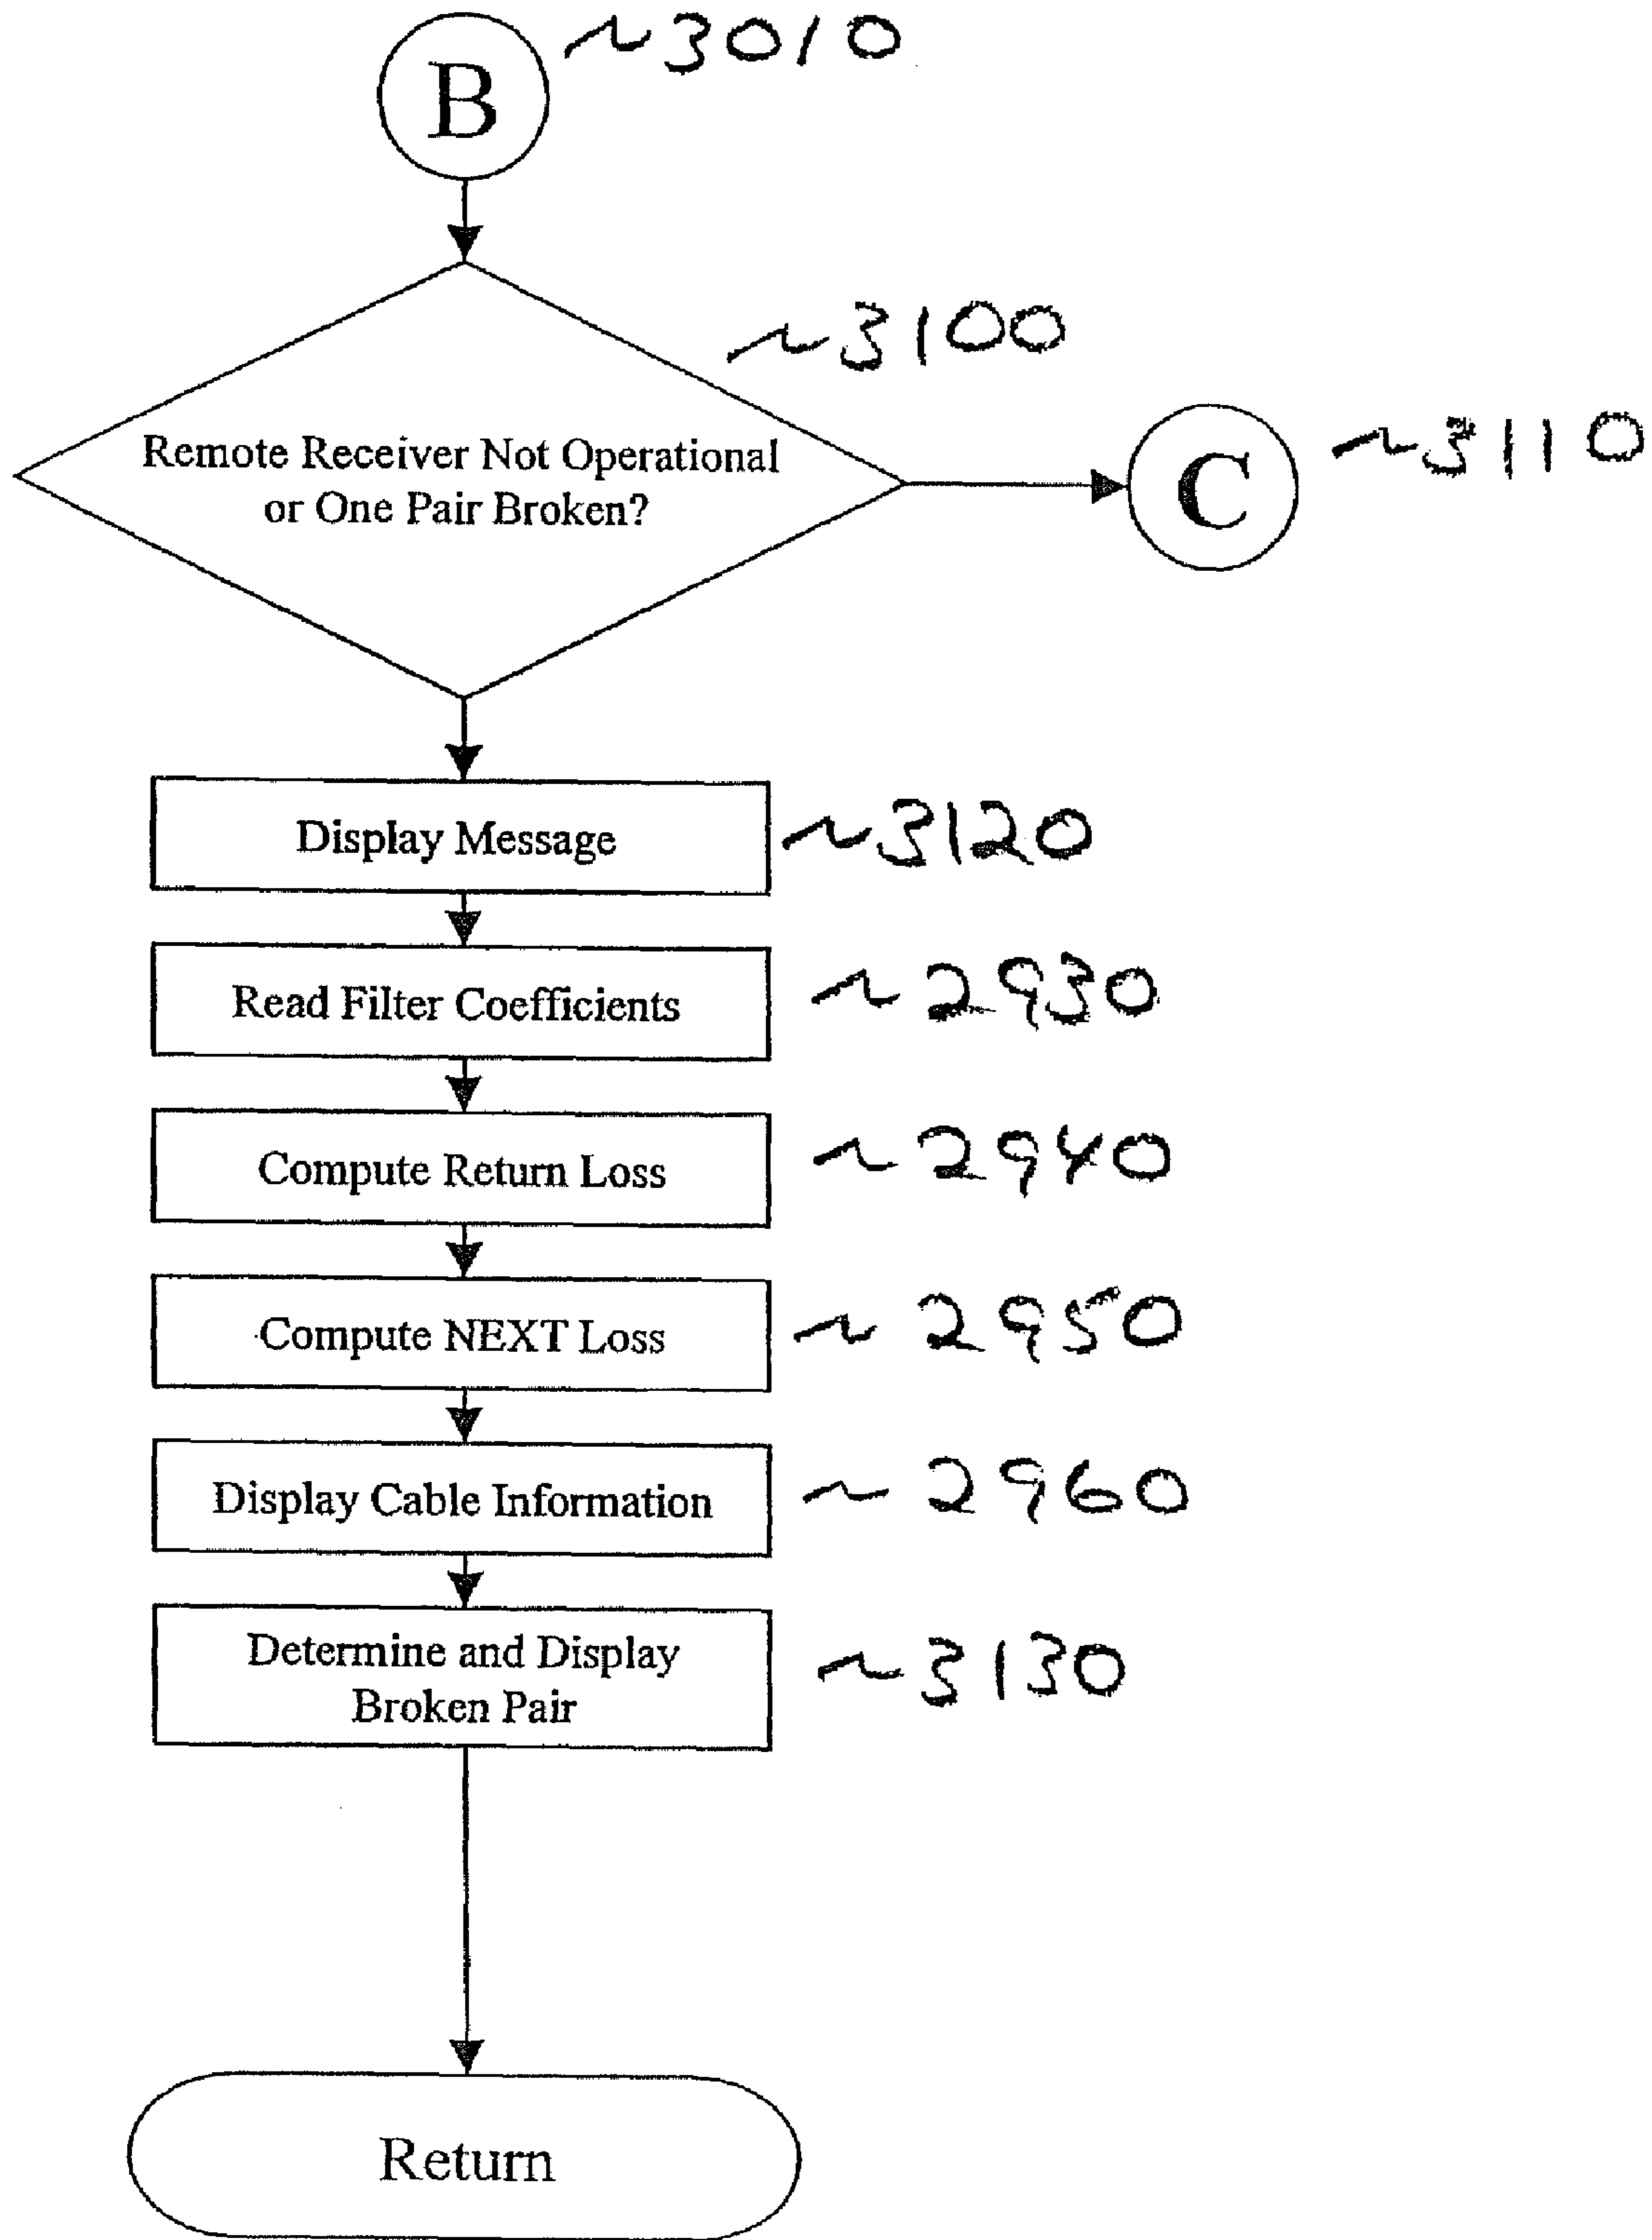 B
~3010
~3100
Remote Receiver Not Operational
or One Pair Broken?
C
~3110
Display Message
~3120
Read Filter Coefficients
~2930
Compute Return Loss
~2940
Compute NEXT Loss
~2950
Display Cable Information
~2960
Determine and Display
Broken Pair
~3130
Return